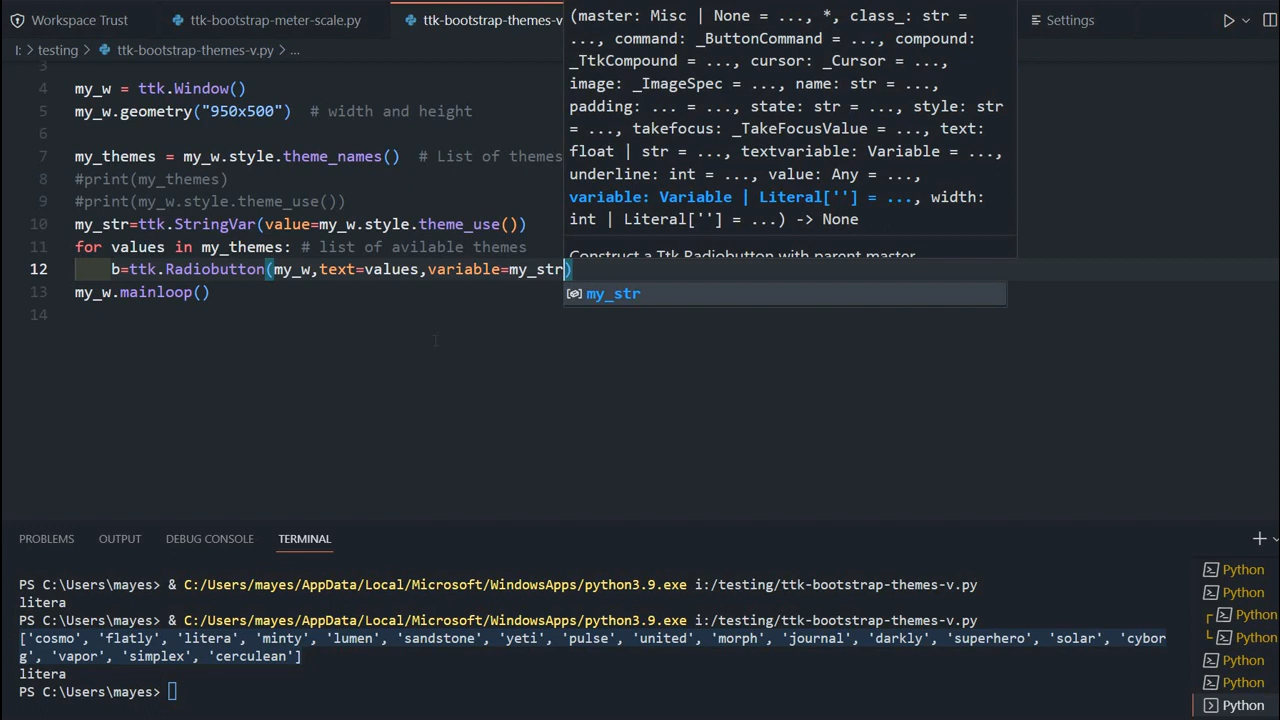 Workspace Trust
ttk-bootstrap-meter-scale.py
ttk-bootstrap-themes-v
Settings
I: > testing > ttk-bootstrap-themes-v.py > ...
(master: Misc | None = ..., *, class_: str =
..., command: _ButtonCommand = ..., compound:
_TtkCompound = ..., cursor: _Cursor = ...,
image: _ImageSpec = ..., name: str = ...,
padding: ... = ..., state: str = ..., style: str
= ..., takefocus: _TakeFocusValue = ..., text:
float | str = ..., textvariable: Variable = ...,
underline: int = ..., value: Any = ...,
variable: Variable | Literal[''] = ..., width:
int | Literal[''] = ...) -> None
Construct a Ttk Radiobutton with parent master
my_str
3
4 my_w = ttk.Window()
5 my_w.geometry("950x500")  # width and height
6
7 my_themes = my_w.style.theme_names()  # List of themes
8 #print(my_themes)
9 #print(my_w.style.theme_use())
10 my_str=ttk.StringVar(value=my_w.style.theme_use())
11 for values in my_themes: # list of avilable themes
12     b=ttk.Radiobutton(my_w,text=values,variable=my_str)
13 my_w.mainloop()
14
PROBLEMS OUTPUT DEBUG CONSOLE TERMINAL
PS C:\Users\mayes> & C:/Users/mayes/AppData/Local/Microsoft/WindowsApps/python3.9.exe i:/testing/ttk-bootstrap-themes-v.py
litera
PS C:\Users\mayes> & C:/Users/mayes/AppData/Local/Microsoft/WindowsApps/python3.9.exe i:/testing/ttk-bootstrap-themes-v.py
['cosmo', 'flatly', 'litera', 'minty', 'lumen', 'sandstone', 'yeti', 'pulse', 'united', 'morph', 'journal', 'darkly', 'superhero', 'solar', 'cybor
g', 'vapor', 'simplex', 'cerculean']
litera
PS C:\Users\mayes>
Python
Python
Python
Python
Python
Python
Python